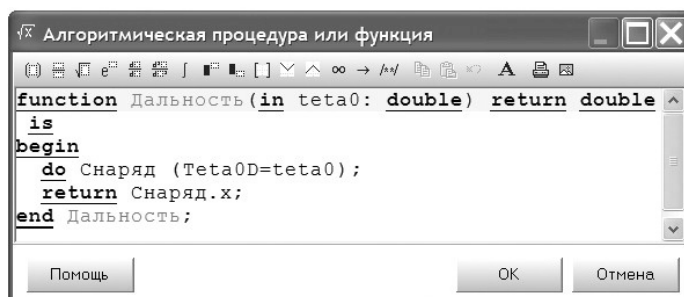 Алгоритмическая процедура или функция
function Дальность(in teta0: double) return double
is
begin
do Снаряд (Teta0D=teta0);
return Снаряд.x;
end Дальность;
Помощь OK Отмена